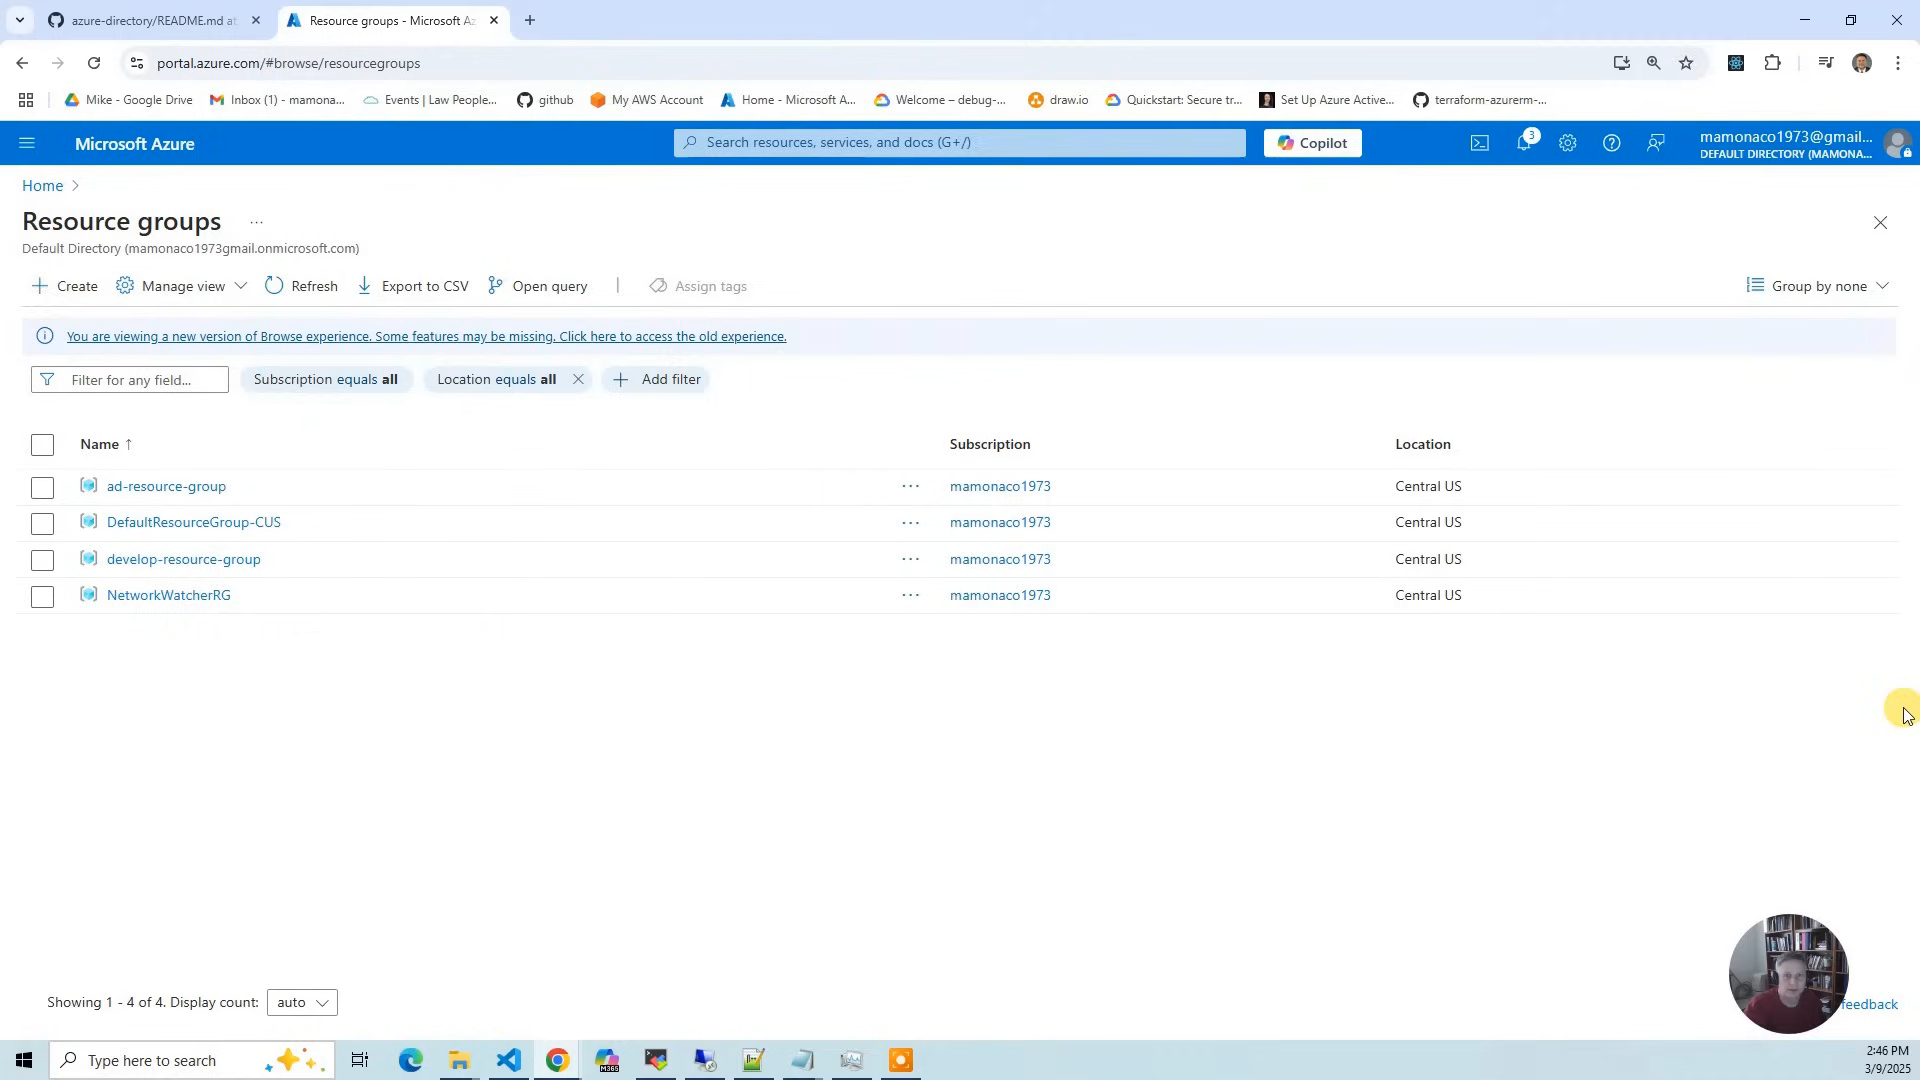 azure-directory/README.md at
Resource groups - Microsoft Az
portal.azure.com/#browse/resourcegroups
Mike - Google Drive
Inbox (1) - mamona...
Events | Law People...
github
My AWS Account
Home - Microsoft A...
Welcome – debug-...
draw.io
Quickstart: Secure tr...
Set Up Azure Active...
terraform-azurerm-...
Microsoft Azure
Search resources, services, and docs (G+/)
Copilot
3
mamonaco1973@gmail...
DEFAULT DIRECTORY (MAMONA...
Home
Resource groups ...
Default Directory (mamonaco1973gmail.onmicrosoft.com)
Create
Manage view
Refresh
Export to CSV
Open query
Assign tags
Group by none
You are viewing a new version of Browse experience. Some features may be missing. Click here to access the old experience.
Filter for any field...
Subscription equals all
Location equals all
Add filter
Name ↑ Subscription Location
ad-resource-group ... mamonaco1973 Central US
DefaultResourceGroup-CUS ... mamonaco1973 Central US
develop-resource-group ... mamonaco1973 Central US
NetworkWatcherRG ... mamonaco1973 Central US
Showing 1 - 4 of 4. Display count: auto
feedback
Type here to search
M365
2:46 PM
3/9/2025